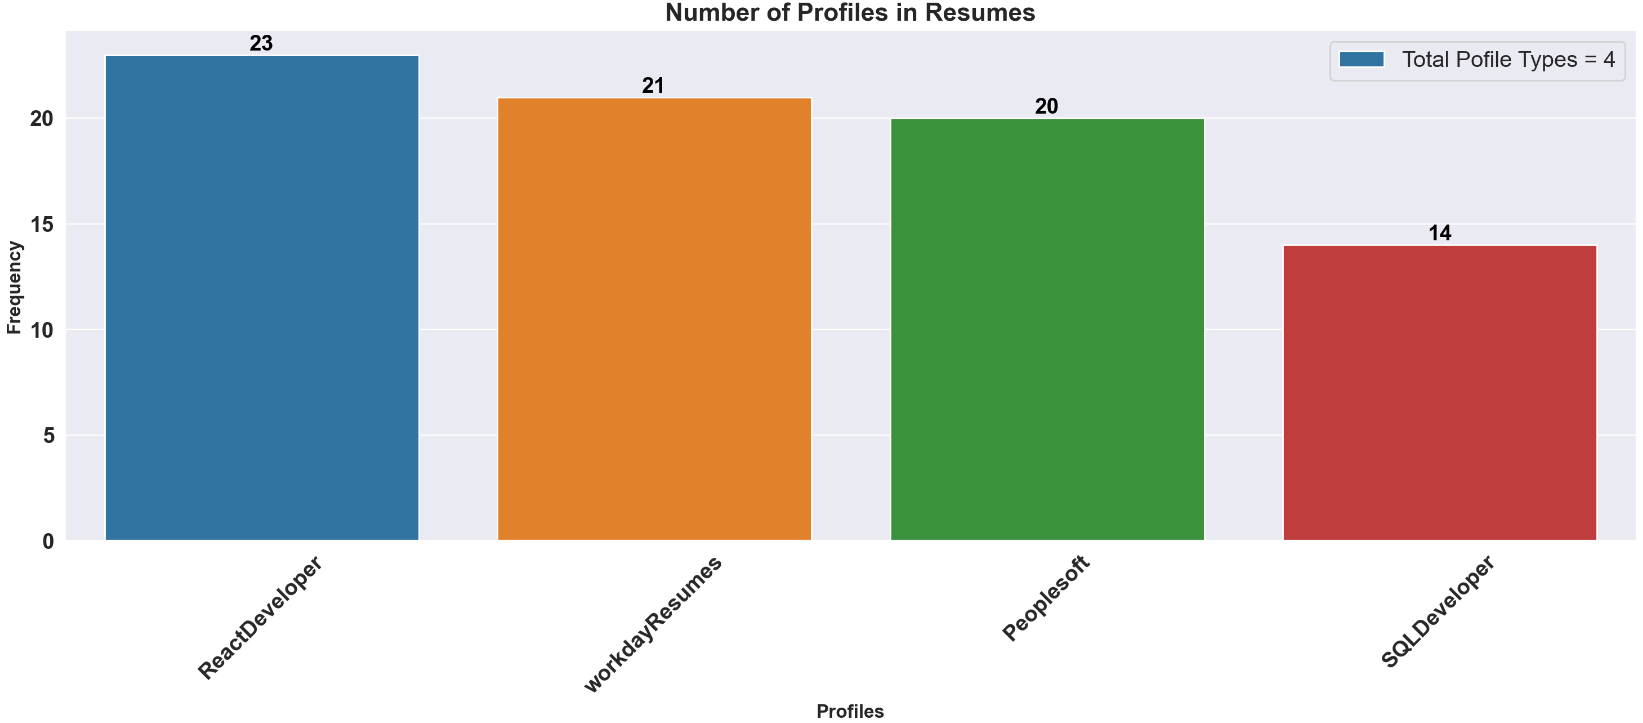 Number of Profiles in Resumes
Total Pofile Types = 4
23
21
20
14
20
15
10
5
0
Frequency
ReactDeveloper
workdayResumes
Peoplesoft
SQLDeveloper
Profiles